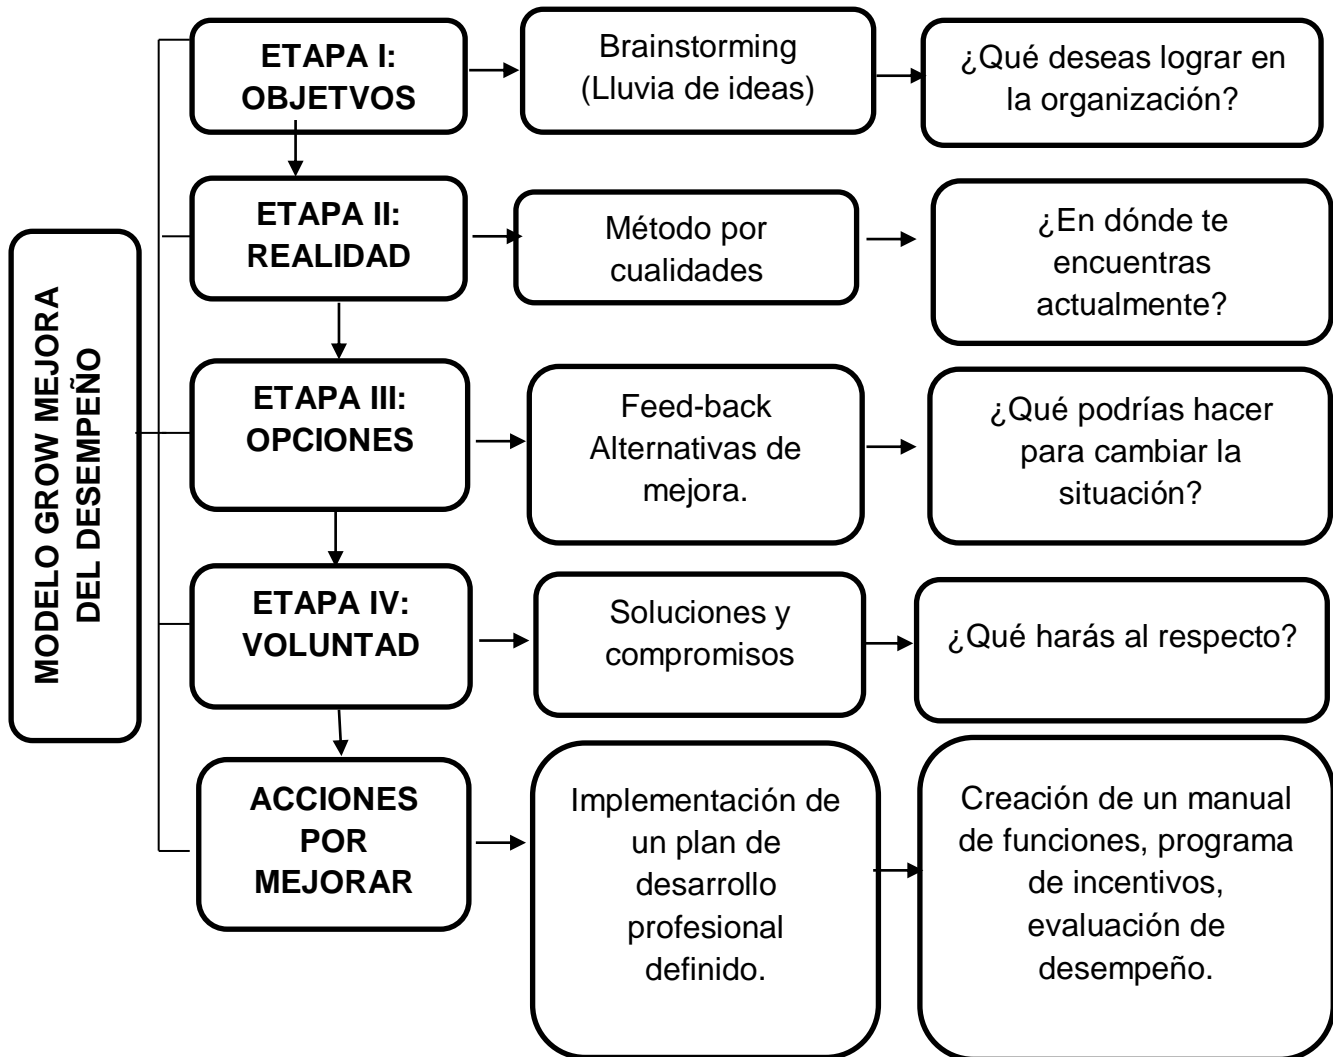 MODELO GROW MEJORA
DEL DESEMPEÑO
ETAPA I:
OBJETVOS
Brainstorming
(Lluvia de ideas)
¿Qué deseas lograr en
la organización?
ETAPA II:
REALIDAD
Método por
cualidades
¿En dónde te
encuentras
actualmente?
ETAPA III:
OPCIONES
Feed-back
Alternativas de
mejora.
¿Qué podrías hacer
para cambiar la
situación?
ETAPA IV:
VOLUNTAD
Soluciones y
compromisos
¿Qué harás al respecto?
ACCIONES
POR
MEJORAR
Implementación de
un plan de
desarrollo
profesional
definido.
Creación de un manual
de funciones, programa
de incentivos,
evaluación de
desempeño.